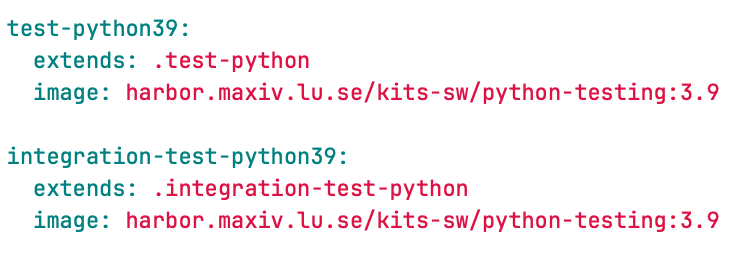 test-python39:
  extends: .test-python
  image: harbor.maxiv.lu.se/kits-sw/python-testing:3.9

integration-test-python39:
  extends: .integration-test-python
  image: harbor.maxiv.lu.se/kits-sw/python-testing:3.9